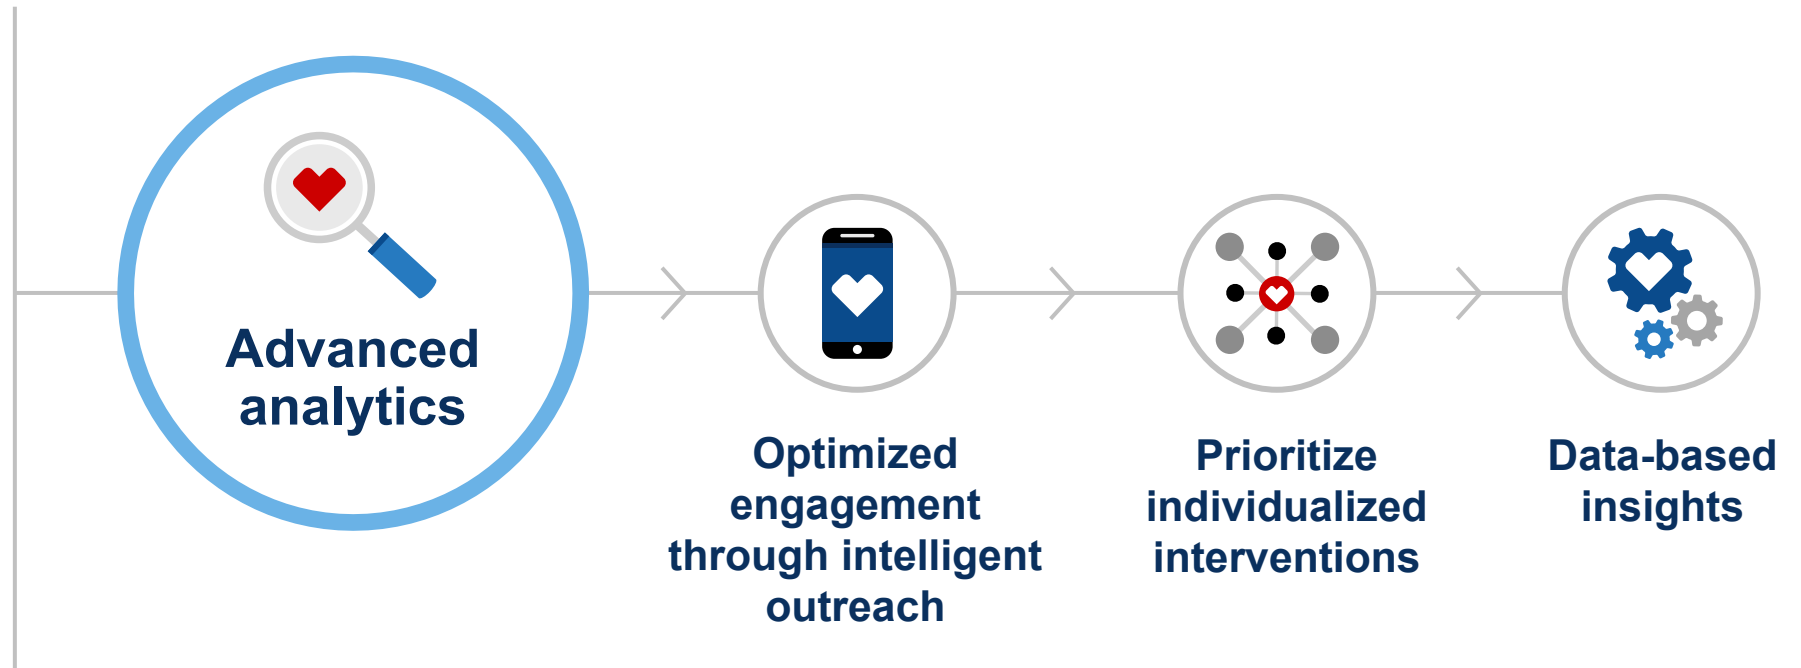 Advanced
analytics
Optimized
engagement
through intelligent
outreach
Prioritize
individualized
interventions
Data-based
insights